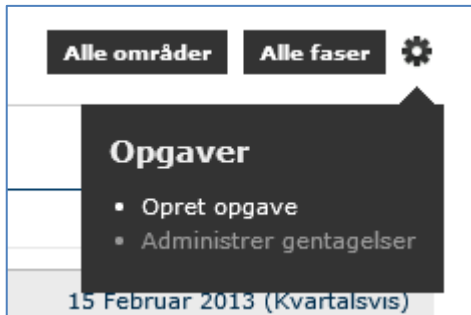 Alle områder Alle faser
Opgaver
Opret opgave
Administrer gentagelser
15 Februar 2013 (Kvartalsvis)